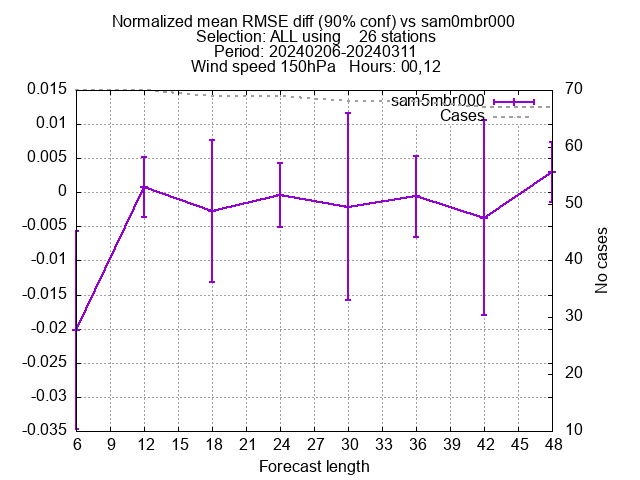 Normalized mean RMSE diff (90% conf) vs sam0mbr000
Selection: ALL using    26 stations
Period: 20240206-20240311
Wind speed 150hPa   Hours: 00,12
sam5mbr000
Cases
0.015
0.01
0.005
0
-0.005
-0.01
-0.015
-0.02
-0.025
-0.03
-0.035
70
60
50
40
30
20
10
No cases
6 9 12 15 18 21 24 27 30 33 36 39 42 45 48
Forecast length